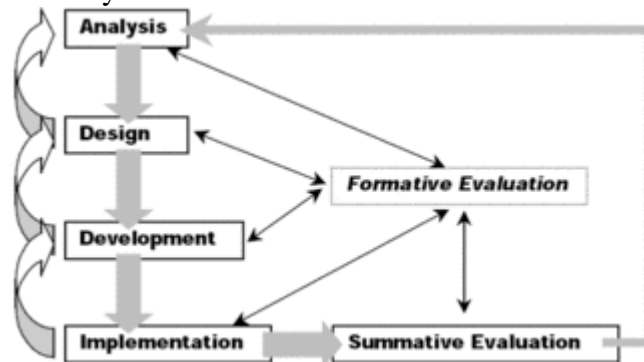 Analysis
Design
Formative Evaluation
Development
Implementation
Summative Evaluation